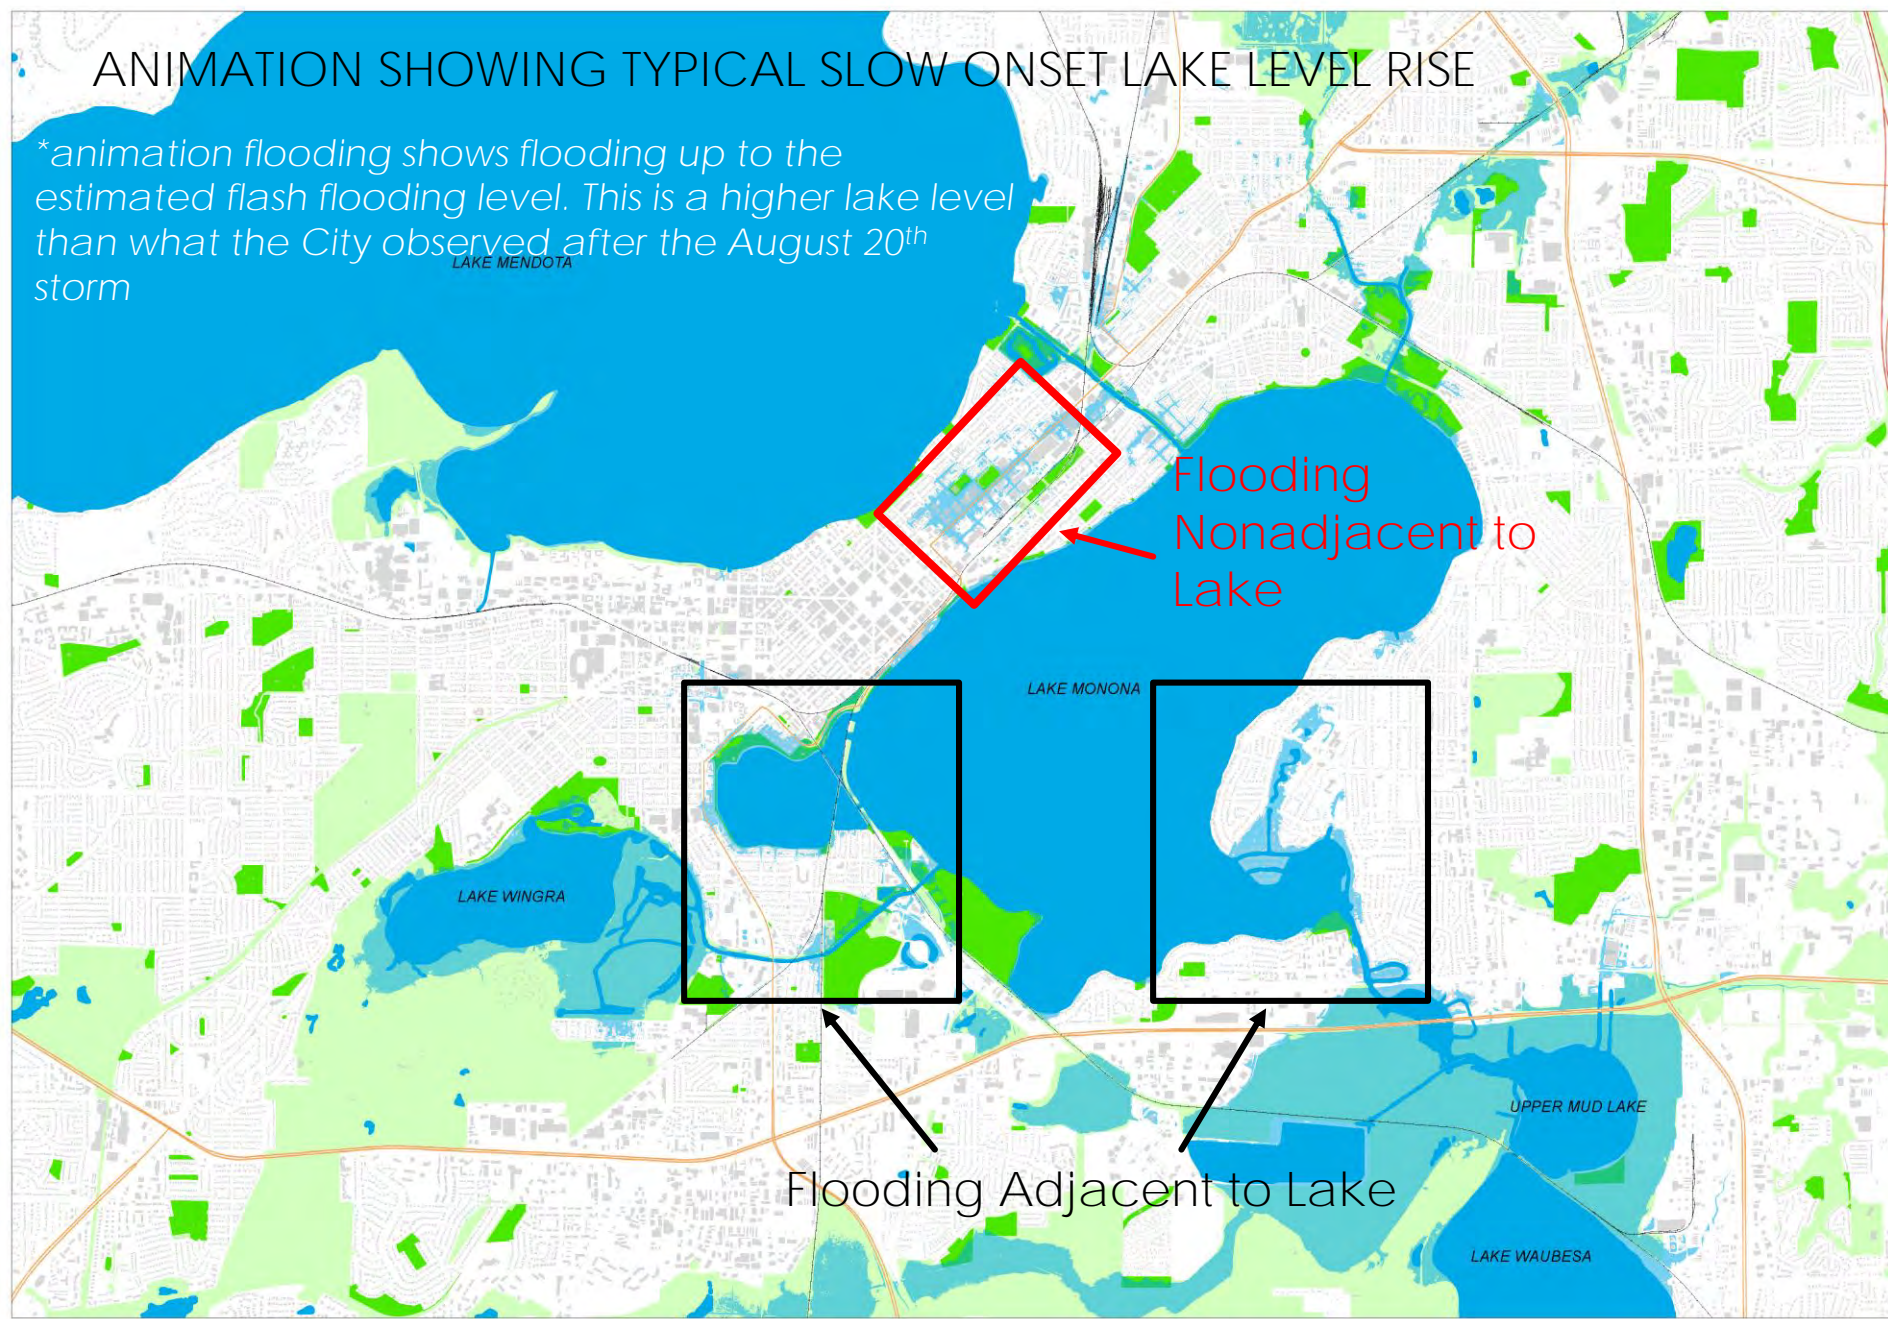 ANIMATION SHOWING TYPICAL SLOW ONSET LAKE LEVEL RISE
*animation flooding shows flooding up to the
estimated flash flooding level. This is a higher lake level
than what the City observed after the August 20th
storm
LAKE MENDOTA
Flooding
Nonadjacent to
Lake
LAKE MONONA
LAKE WINGRA
UPPER MUD LAKE
Flooding Adjacent to Lake
LAKE WAUBESA